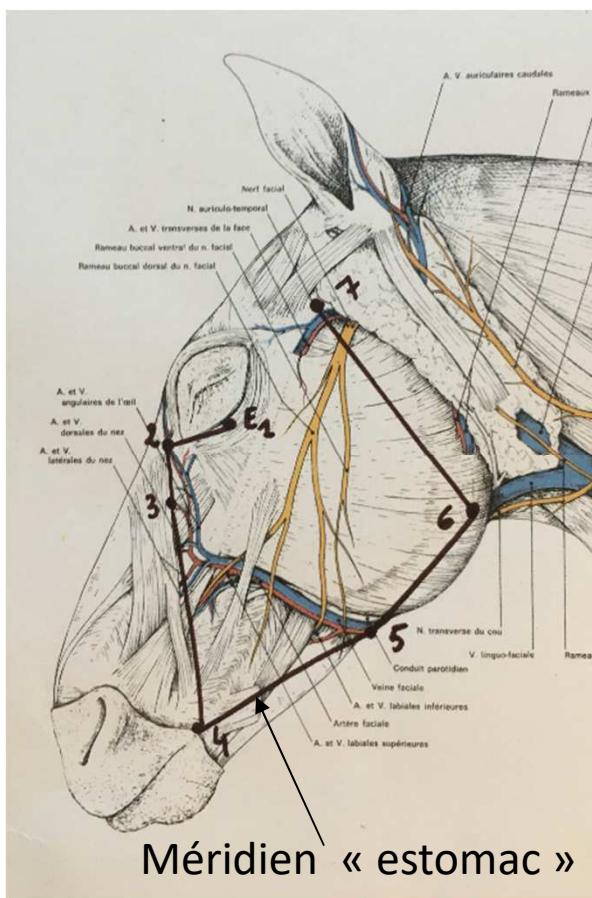 A. V. auriculaires caudales
Rameaux
Nerf facial
N. auriculo-temporal
A. et V. transverses de la face
Rameau buccal ventral du n. facial
Rameau buccal dorsal du n. facial
7
A. et V.
angulaires de l'œil
A. et V.
dorsales du nez
A. et V.
latérales du nez
2
E1
3
6
5
4
N. transverse du cou
V. linguo-faciale
Rameau
Conduit parotidien
Veine faciale
A. et V. labiales inférieures
Artère faciale
A. et V. labiales supérieures
Méridien « estomac »